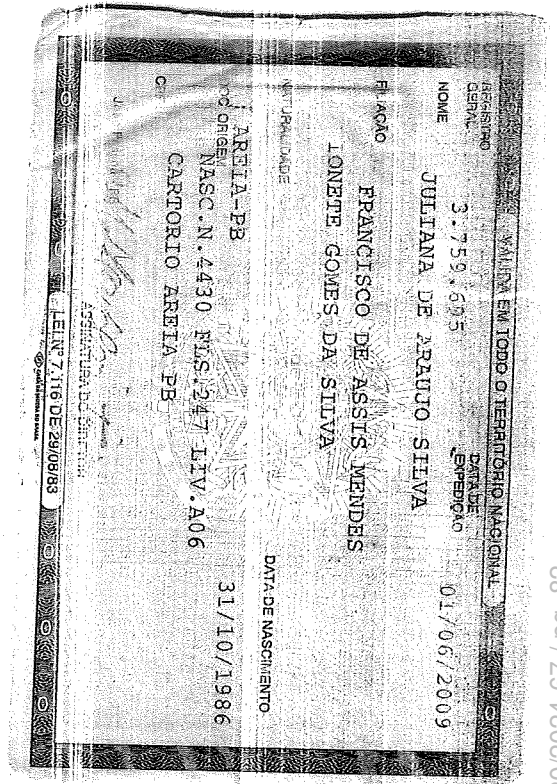 VÁLIDA EM TODO O TERRITÓRIO NACIONAL
REGISTRO GERAL 3.759.695 DATA DE EXPEDIÇÃO 01/06/2009
NOME JULIANA DE ARAUJO SILVA
FILIAÇÃO FRANCISCO DE ASSIS MENDES
IONETE GOMES DA SILVA
NATURALIDADE DATA DE NASCIMENTO
AREIA-PB 31/10/1986
DOC ORIGEM NASC.N.4430 FLS.247 LIV.A06
CARTORIO AREIA PB
ASSINATURA DO DIRETOR
LEI Nº 7.116 DE 29/08/83